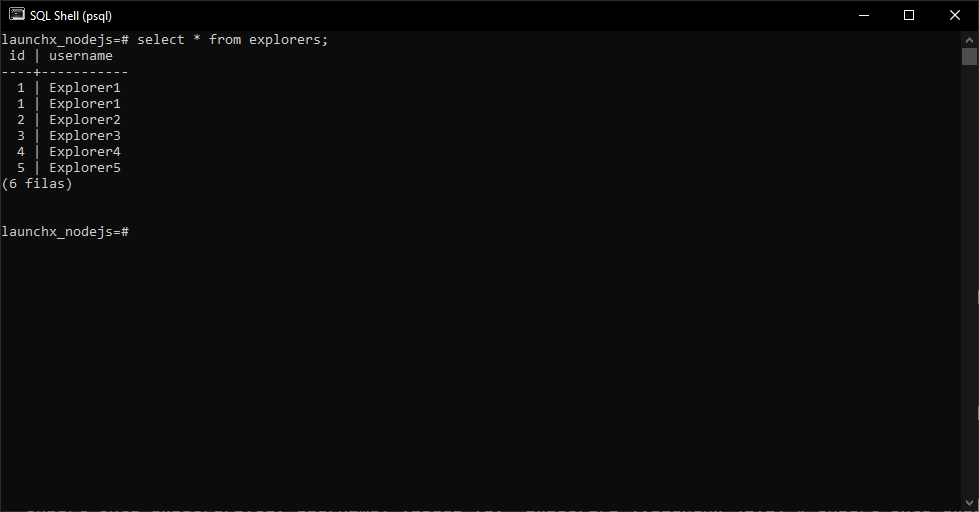 SQL Shell (psql)
launchx_nodejs=# select * from explorers;
 id | username
----+-----------
  1 | Explorer1
  1 | Explorer1
  2 | Explorer2
  3 | Explorer3
  4 | Explorer4
  5 | Explorer5
(6 filas)
launchx_nodejs=#